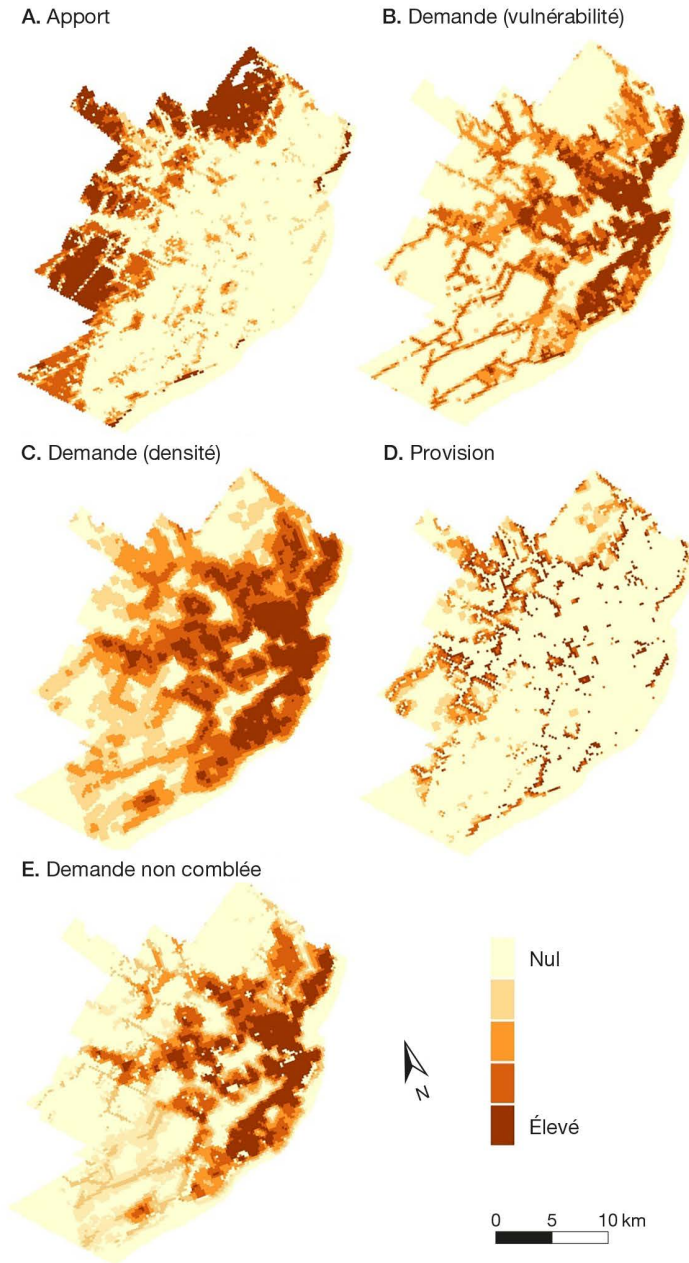 A. Apport
B. Demande (vulnérabilité)
C. Demande (densité)
D. Provision
E. Demande non comblée
Nul
Élevé
N
0 5 10 km